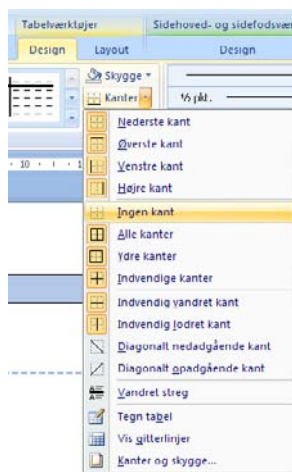 Tabelværktøjer Sidehoved- og sidefodsvær
Design Layout Design
Skygge
Kanter ½ pkt.
10 1
Nederste kant
Øverste kant
Venstre kant
Højre kant
Ingen kant
Alle kanter
Ydre kanter
Indvendige kanter
Indvendig vandret kant
Indvendig lodret kant
Diagonalt nedadgående kant
Diagonalt opadgående kant
Vandret streg
Tegn tabel
Vis gitterlinjer
Kanter og skygge...